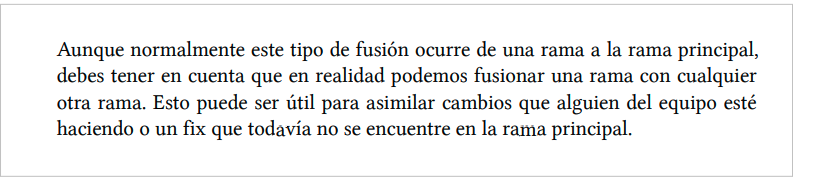 Aunque normalmente este tipo de fusión ocurre de una rama a la rama principal,
debes tener en cuenta que en realidad podemos fusionar una rama con cualquier
otra rama. Esto puede ser útil para asimilar cambios que alguien del equipo esté
haciendo o un fix que todavía no se encuentre en la rama principal.